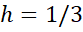 h = 1/3